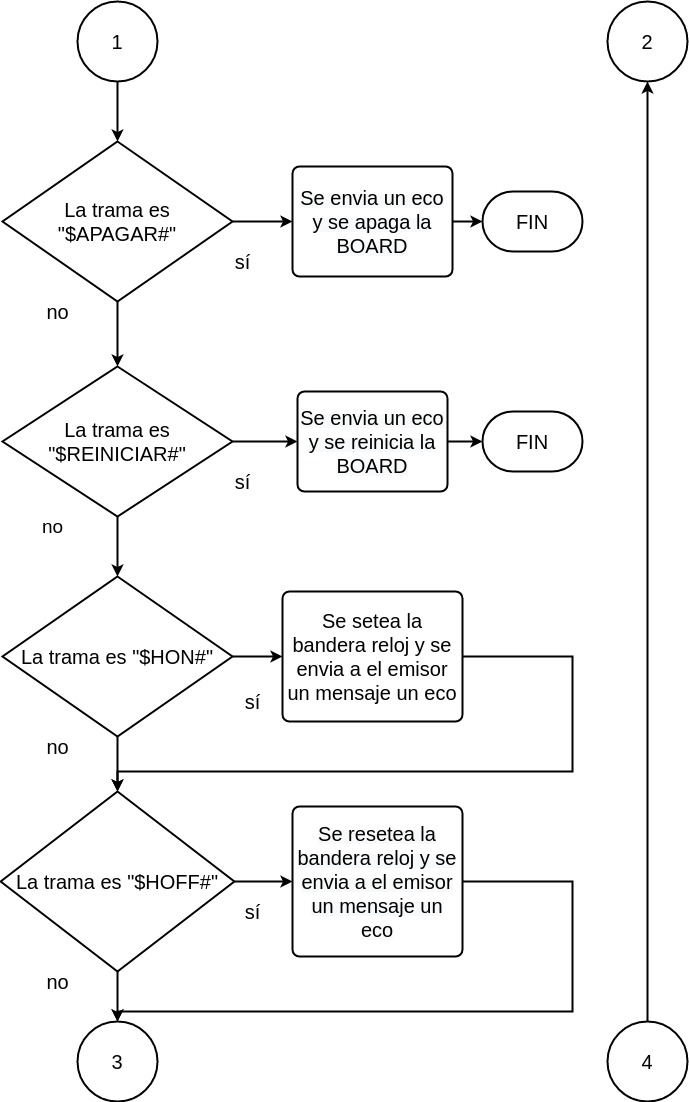 1
2
La trama es
"$APAGAR#"
Se envia un eco
y se apaga la
BOARD
FIN
sí
no
La trama es
"$REINICIAR#"
Se envia un eco
y se reinicia la
BOARD
FIN
sí
no
La trama es "$HON#"
Se setea la
bandera reloj y se
envia a el emisor
un mensaje un eco
sí
no
La trama es "$HOFF#"
Se resetea la
bandera reloj y se
envia a el emisor
un mensaje un
eco
sí
no
3
4